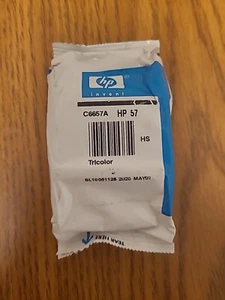 hp
invent
C6657A HP 57
HS
Tricolor